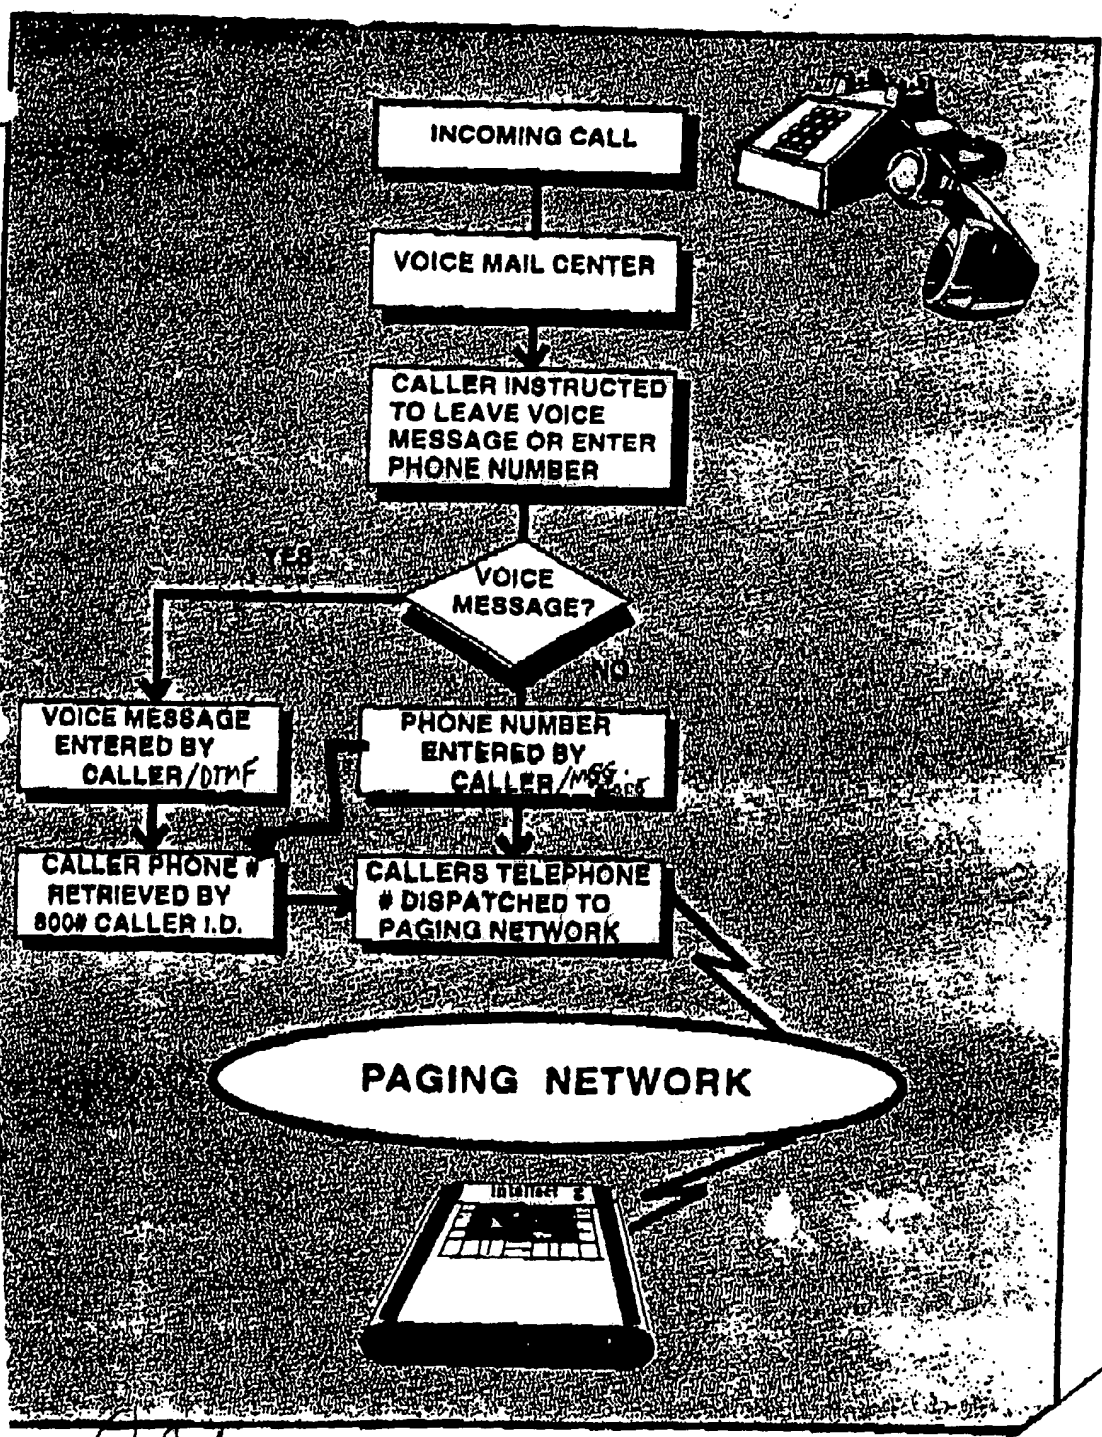 INCOMING CALL
VOICE MAIL CENTER
CALLER INSTRUCTED
TO LEAVE VOICE
MESSAGE OR ENTER
PHONE NUMBER
YES
VOICE
MESSAGE?
NO
VOICE MESSAGE
ENTERED BY
CALLER/DTMF
PHONE NUMBER
ENTERED BY
CALLER/MSG.
CALLER PHONE #
RETRIEVED BY
800# CALLER I.D.
CALLERS TELEPHONE
# DISPATCHED TO
PAGING NETWORK
PAGING NETWORK
Intellect